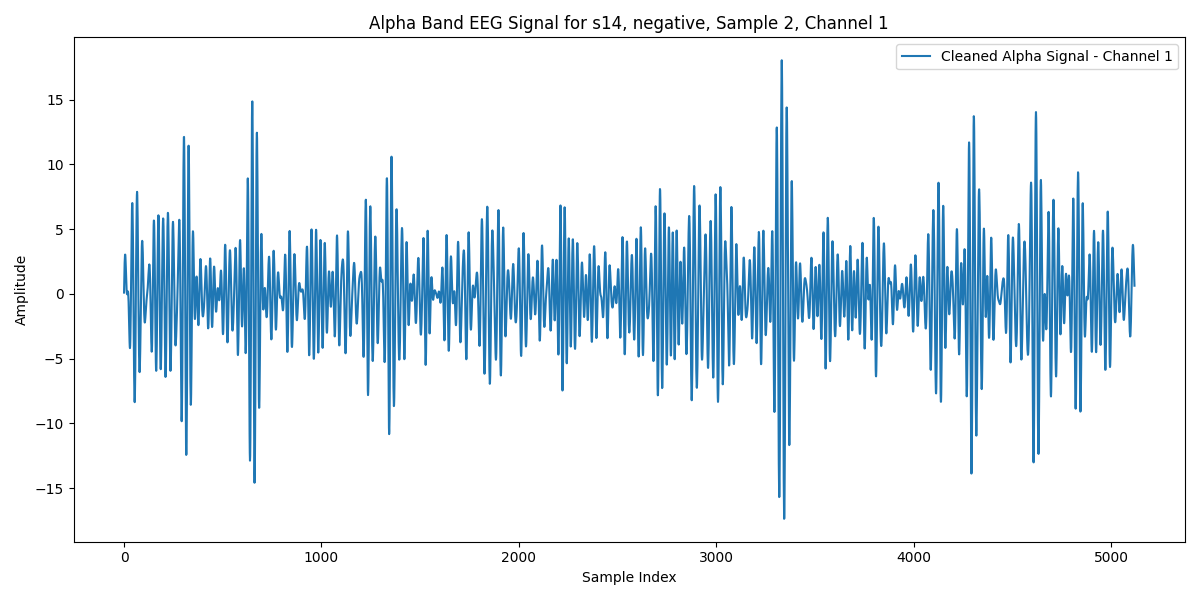 Alpha Band EEG Signal for s14, negative, Sample 2, Channel 1
Cleaned Alpha Signal - Channel 1
Amplitude
15
10
5
0
−5
−10
−15
0 1000 2000 3000 4000 5000
Sample Index